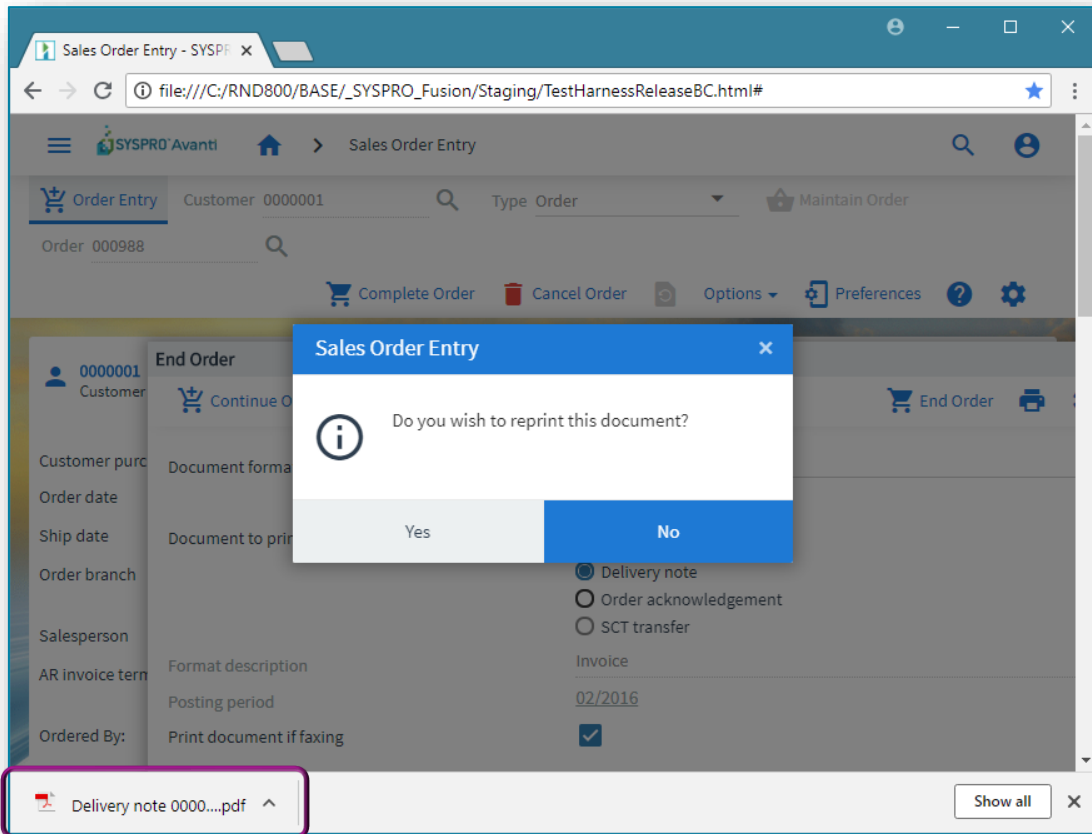 Sales Order Entry - SYSPR
file:///C:/RND800/BASE/_SYSPRO_Fusion/Staging/TestHarnessReleaseBC.html#
SYSPRO Avanti Sales Order Entry
Order Entry Customer 0000001 Type Order Maintain Order
Order 000988
Complete Order Cancel Order Options Preferences
0000001
Customer
End Order
Continue O
End Order
Sales Order Entry
Do you wish to reprint this document?
Yes No
Customer purc
Document forma
Order date
Ship date
Document to prin
Order branch
Delivery note
Order acknowledgement
Salesperson
SCT transfer
AR invoice term
Format description Invoice
Posting period 02/2016
Ordered By:
Print document if faxing
Delivery note 0000....pdf
Show all